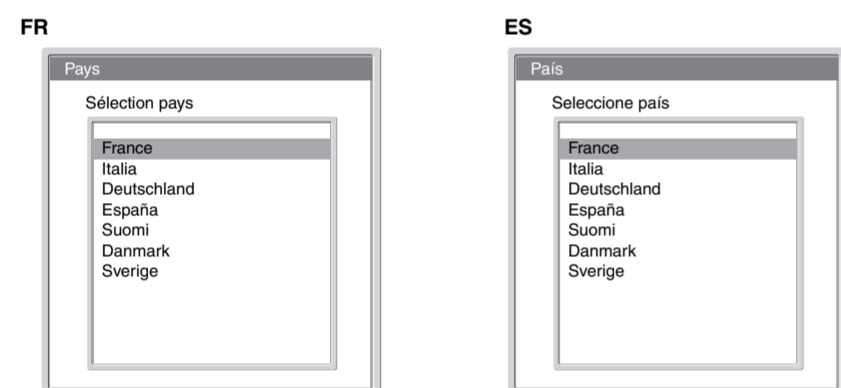 FR
Pays
Sélection pays
France
Italia
Deutschland
España
Suomi
Danmark
Sverige
ES
País
Seleccione país
France
Italia
Deutschland
España
Suomi
Danmark
Sverige